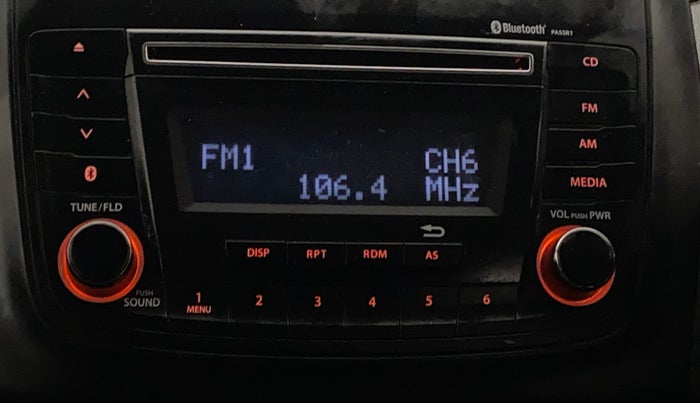 Bluetooth® PA5SR1
CD
FM
AM
MEDIA
FM1 CH6
106.4 MHz
TUNE/FLD
VOL PUSH PWR
DISP RPT RDM AS
PUSH
SOUND
1 2 3 4 5 6
MENU